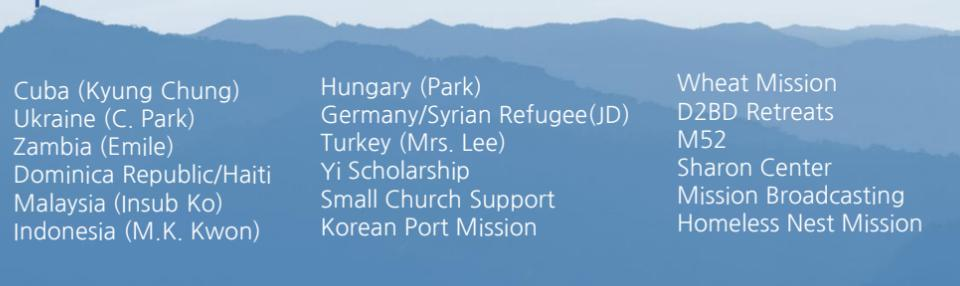 Cuba (Kyung Chung)
Ukraine (C. Park)
Zambia (Emile)
Dominica Republic/Haiti
Malaysia (Insub Ko)
Indonesia (M.K. Kwon)
Hungary (Park)
Germany/Syrian Refugee(JD)
Turkey (Mrs. Lee)
Yi Scholarship
Small Church Support
Korean Port Mission
Wheat Mission
D2BD Retreats
M52
Sharon Center
Mission Broadcasting
Homeless Nest Mission